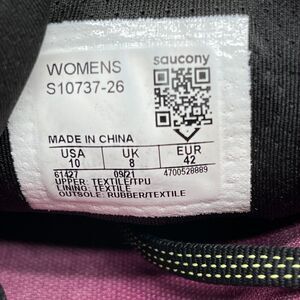 WOMENS saucony
S10737-26
MADE IN CHINA
USA UK EUR
10 8 42
61427 09/21 4700528889
UPPER: TEXTILE/TPU
LINING: TEXTILE
OUTSOLE: RUBBER/TEXTILE